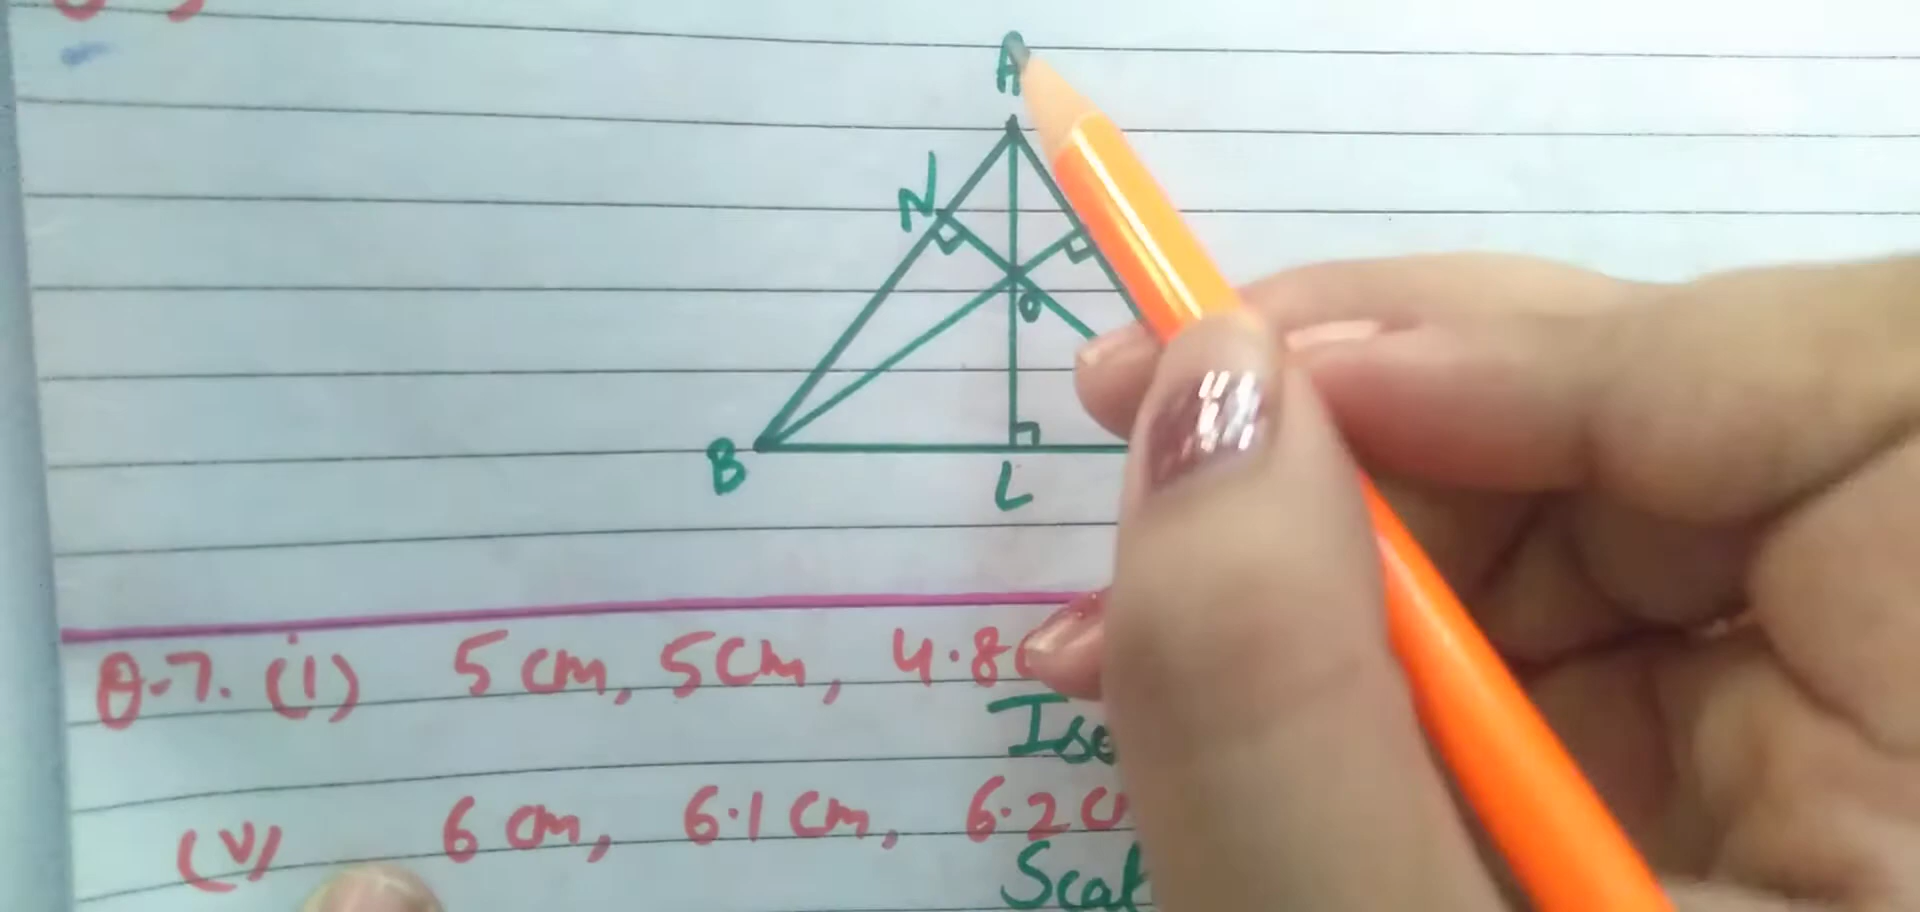 A
N
O
B
L
Q.7. (i) 5 cm, 5 cm, 4.8
(v) 6 cm, 6.1 cm, 6.2